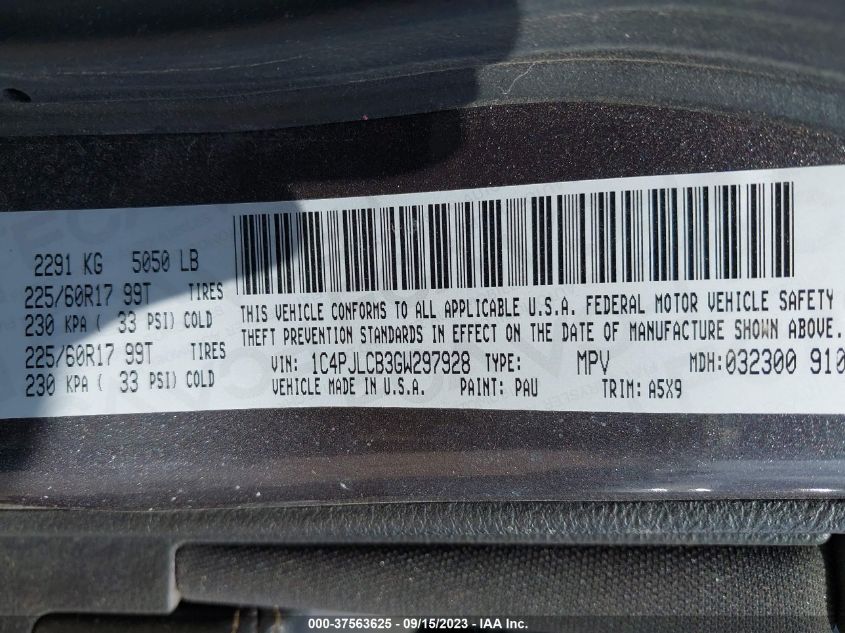 2291 KG 5050 LB
225/60R17 99T TIRES
230 KPA ( 33 PSI) COLD
225/60R17 99T TIRES
230 KPA ( 33 PSI) COLD
THIS VEHICLE CONFORMS TO ALL APPLICABLE U.S.A. FEDERAL MOTOR VEHICLE SAFETY
THEFT PREVENTION STANDARDS IN EFFECT ON THE DATE OF MANUFACTURE SHOWN ABOVE.
VIN: 1C4PJLCB3GW297928 TYPE: MPV MDH:032300 910
VEHICLE MADE IN U.S.A. PAINT: PAU TRIM: A5X9
000-37563625 - 09/15/2023 - IAA Inc.